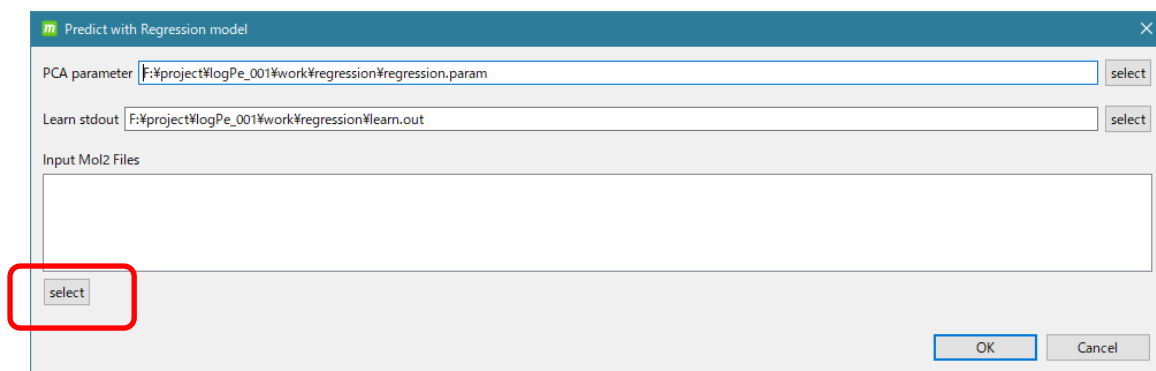 m Predict with Regression model
PCA parameter F:¥project¥logPe_001¥work¥regression¥regression.param select
Learn stdout F:¥project¥logPe_001¥work¥regression¥learn.out select
Input Mol2 Files
select
OK Cancel